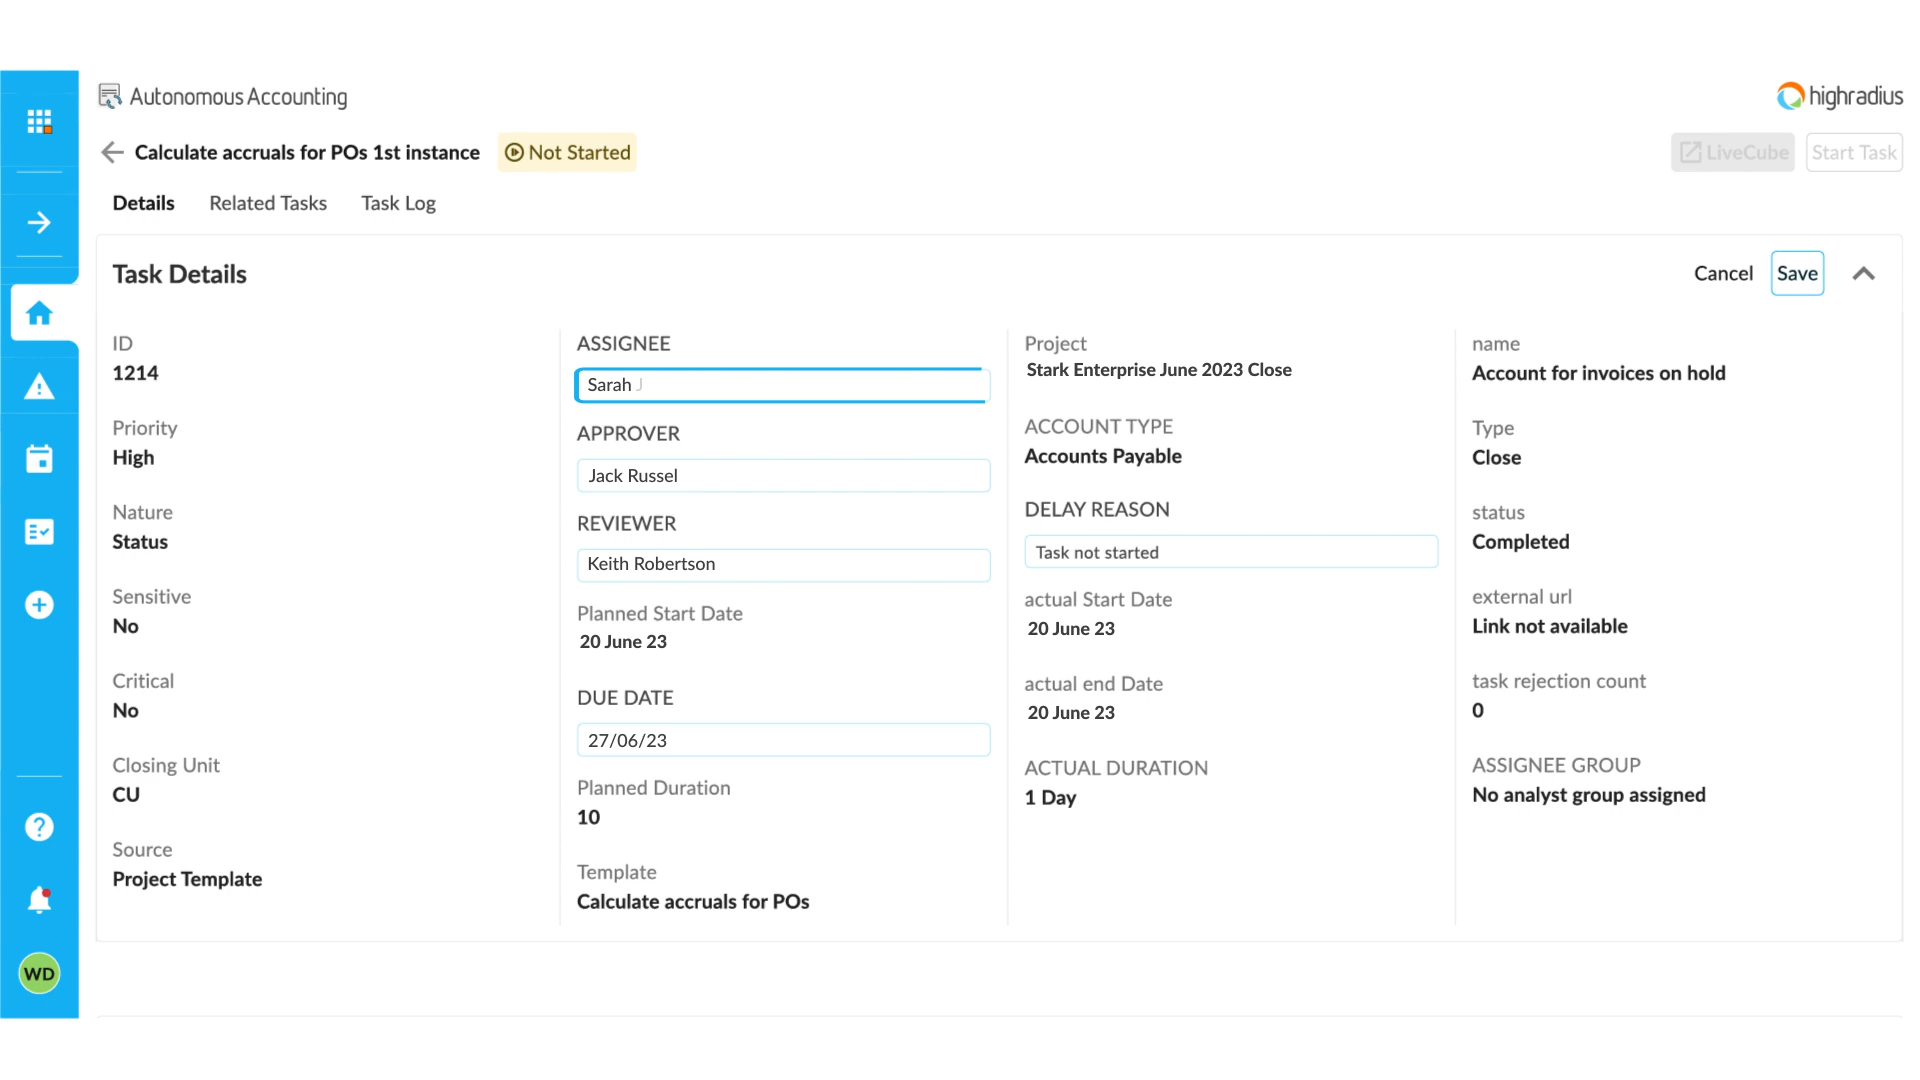 Autonomous Accounting
highradius
Calculate accruals for POs 1st instance
Not Started
LiveCube
Start Task
Details
Related Tasks
Task Log
Task Details
Cancel
Save
ID
1214
Priority
High
Nature
Status
Sensitive
No
Critical
No
Closing Unit
CU
Source
Project Template
ASSIGNEE
Sarah J
APPROVER
Jack Russel
REVIEWER
Keith Robertson
Planned Start Date
20 June 23
DUE DATE
27/06/23
Planned Duration
10
Template
Calculate accruals for POs
Project
Stark Enterprise June 2023 Close
ACCOUNT TYPE
Accounts Payable
DELAY REASON
Task not started
actual Start Date
20 June 23
actual end Date
20 June 23
ACTUAL DURATION
1 Day
name
Account for invoices on hold
Type
Close
status
Completed
external url
Link not available
task rejection count
0
ASSIGNEE GROUP
No analyst group assigned
WD